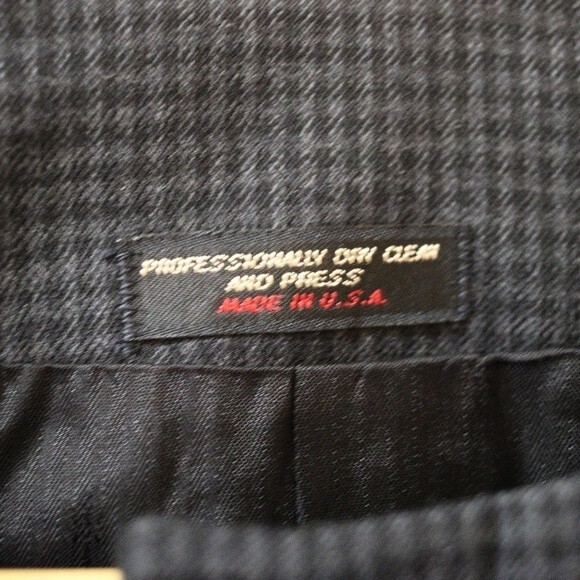 PROFESSIONALLY DRY CLEAN
AND PRESS
MADE IN U.S.A.